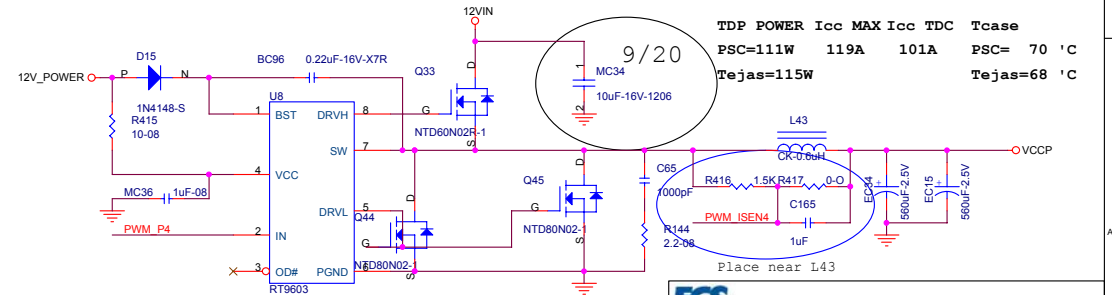 12VIN
TDP POWER Icc MAX Icc TDC Tcase
PSC=111W 119A 101A PSC= 70 'C
Tejas=115W Tejas=68 'C
9/20
D15
BC96 0.22uF-16V-X7R
Q33
1
MC34
10uF-16V-1206
2
12V_POWER
P N
1N4148-S
R415
10-08
U8
1 BST DRVH 8
G D S
NTD60N02R-1
SW 7
L43
CK-0.6uH
VCCP
4 VCC
MC36 1uF-08
DRVL 5
Q44
G D S
NTD80N02-1
Q45
G D S
NTD80N02-1
C65
1000pF
R144
2.2-08
R416 1.5K
R417 0-O
PWM_ISEN4
C165
1uF
EC34
560uF-2.5V
EC15
560uF-2.5V
PWM_P4
2 IN
3 OD# PGND 6
RT9603
Place near L43
A
ECS